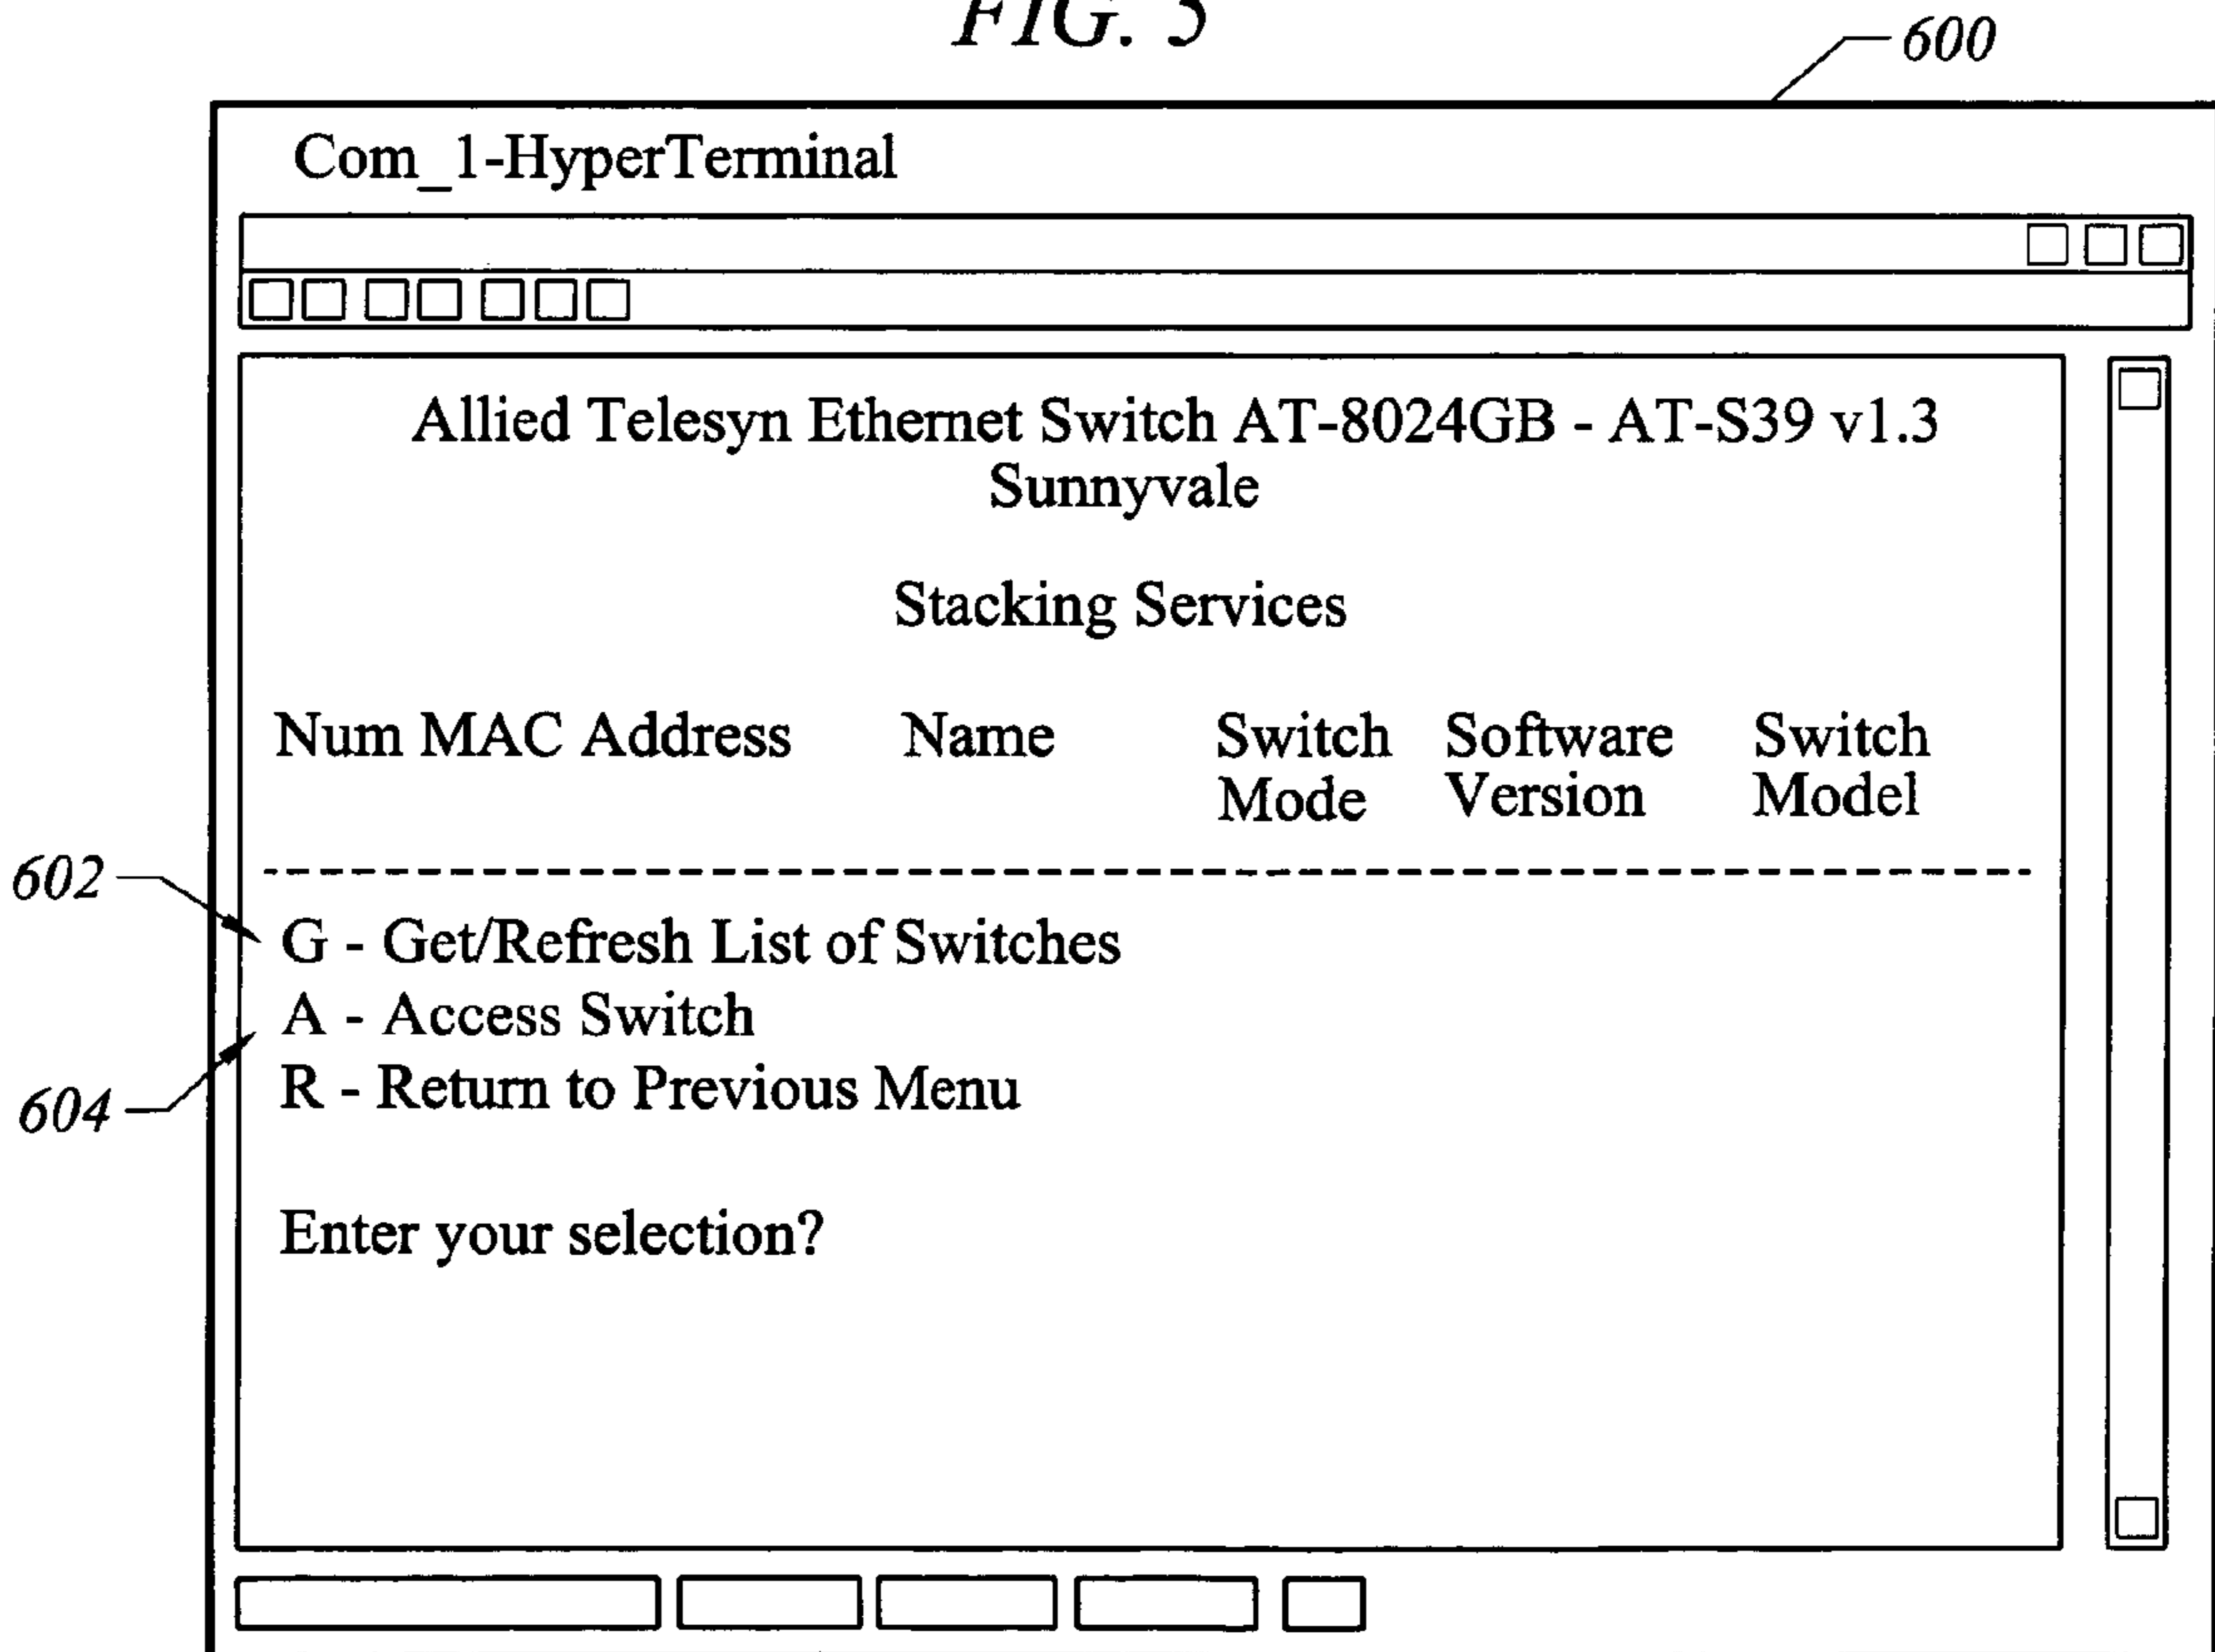 FIG. 5
600
Com_1-HyperTerminal
Allied Telesyn Ethernet Switch AT-8024GB - AT-S39 v1.3
Sunnyvale
Stacking Services
Num MAC Address Name Switch Software Switch
Mode Version Model
602
G - Get/Refresh List of Switches
A - Access Switch
R - Return to Previous Menu
604
Enter your selection?